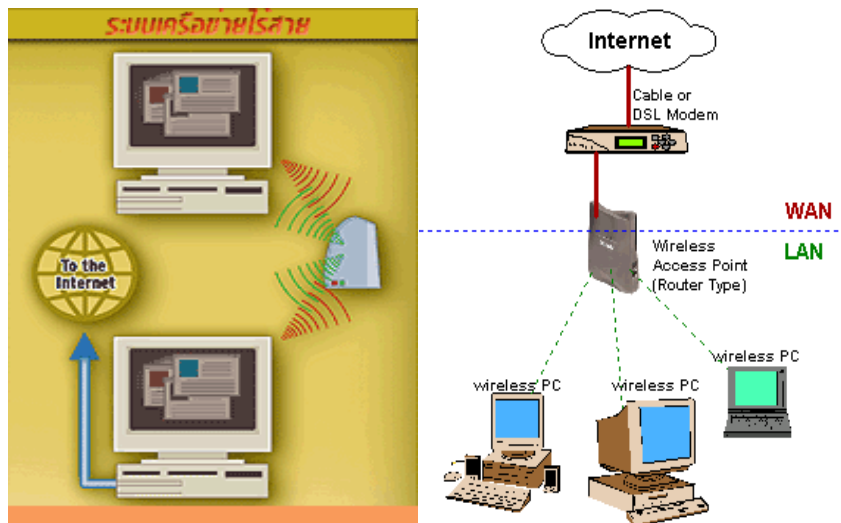 ระบบเครือข่ายไร้สาย
To the
Internet
Internet
Cable or
DSL Modem
WAN
LAN
Wireless
Access Point
(Router Type)
wireless PC
wireless PC
wireless PC